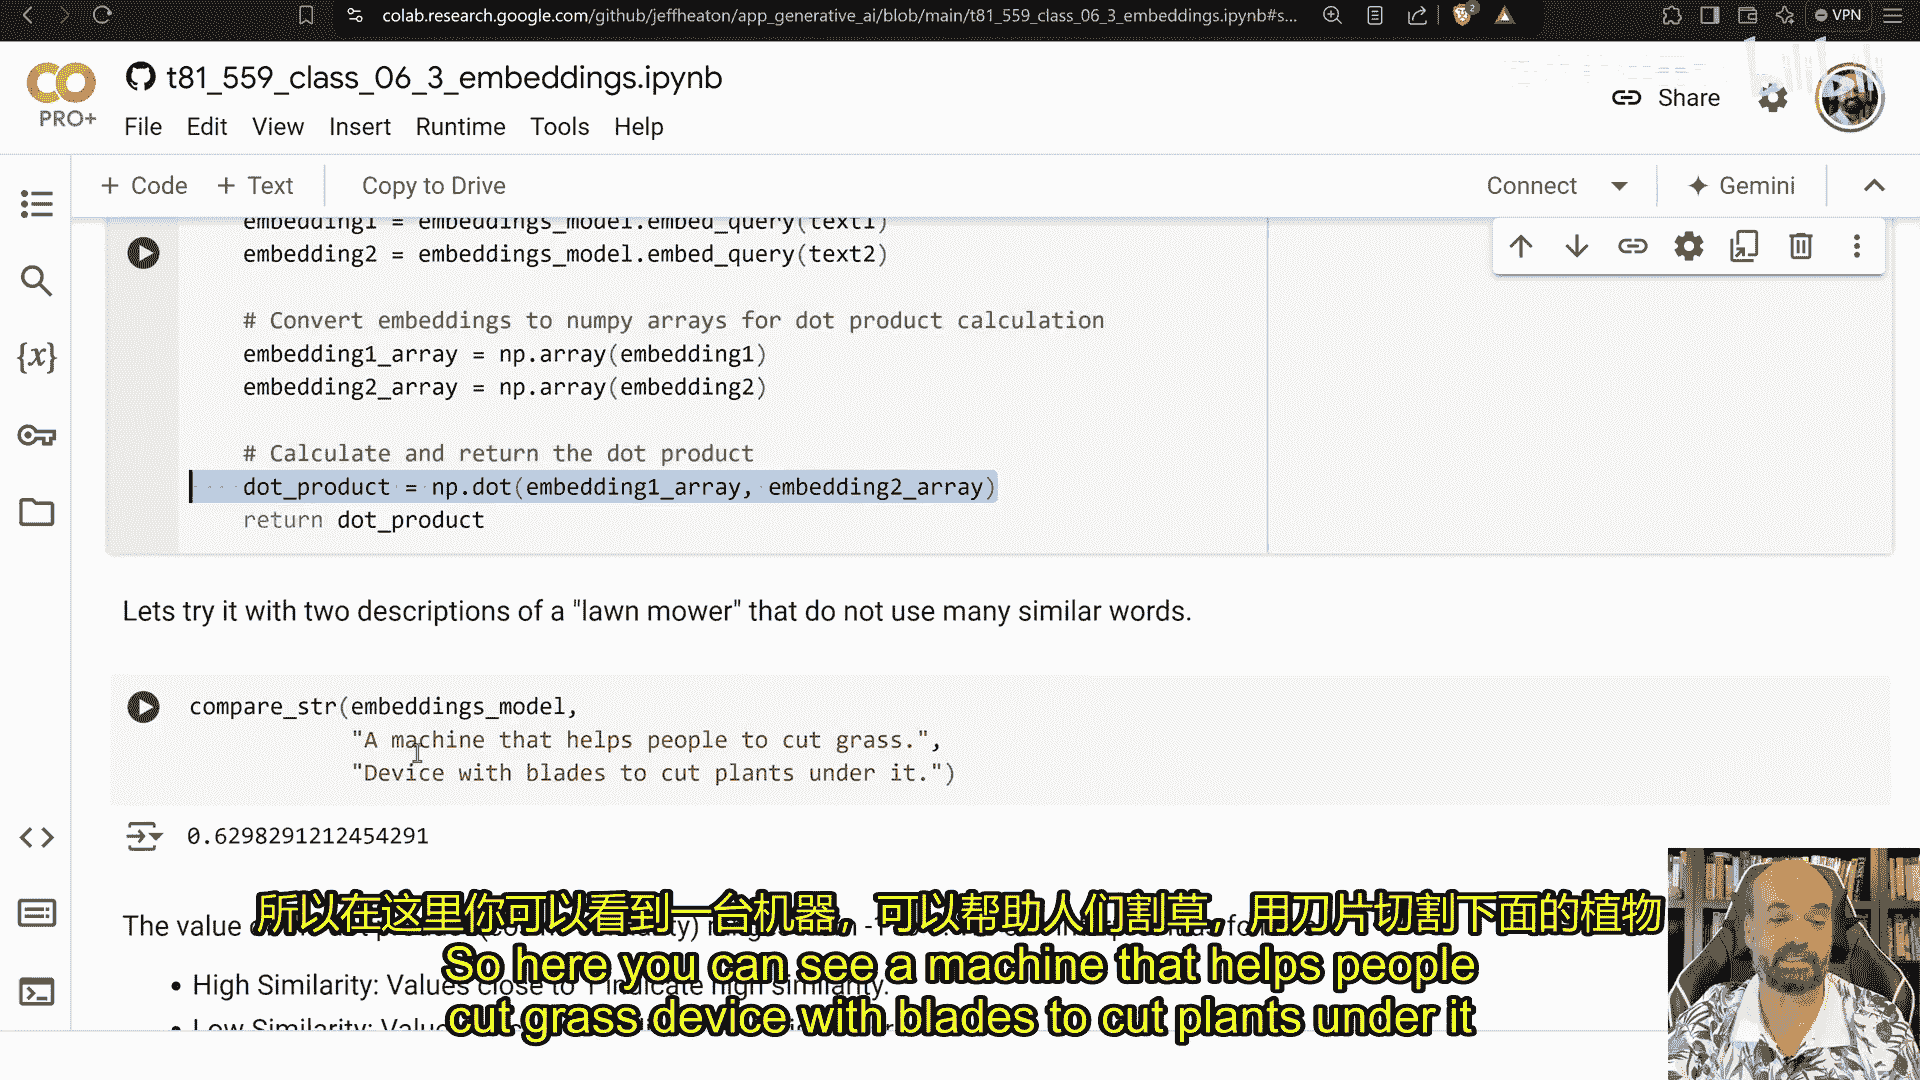 colab.research.google.com/github/jeffheaton/app_generative_ai/blob/main/t81_559_class_06_3_embeddings.ipynb#s...
2
VPN
CO
PRO+
t81_559_class_06_3_embeddings.ipynb
Share
File Edit View Insert Runtime Tools Help
+ Code + Text Copy to Drive
Connect
Gemini
embedding1 = embeddings_model.embed_query(text1)
embedding2 = embeddings_model.embed_query(text2)
# Convert embeddings to numpy arrays for dot product calculation
embedding1_array = np.array(embedding1)
embedding2_array = np.array(embedding2)
# Calculate and return the dot product
dot_product = np.dot(embedding1_array, embedding2_array)
return dot_product
{x}
Lets try it with two descriptions of a "lawn mower" that do not use many similar words.
compare_str(embeddings_model,
"A machine that helps people to cut grass.",
"Device with blades to cut plants under it.")
0.6298291212454291
The value
所以在这里你可以看到一台机器，可以帮助人们割草，用刀片切割下面的植物
• High Similarity: Values close to 1 indicate high similarity.
So here you can see a machine that helps people
• Low Similarity:
cut grass device with blades to cut plants under it